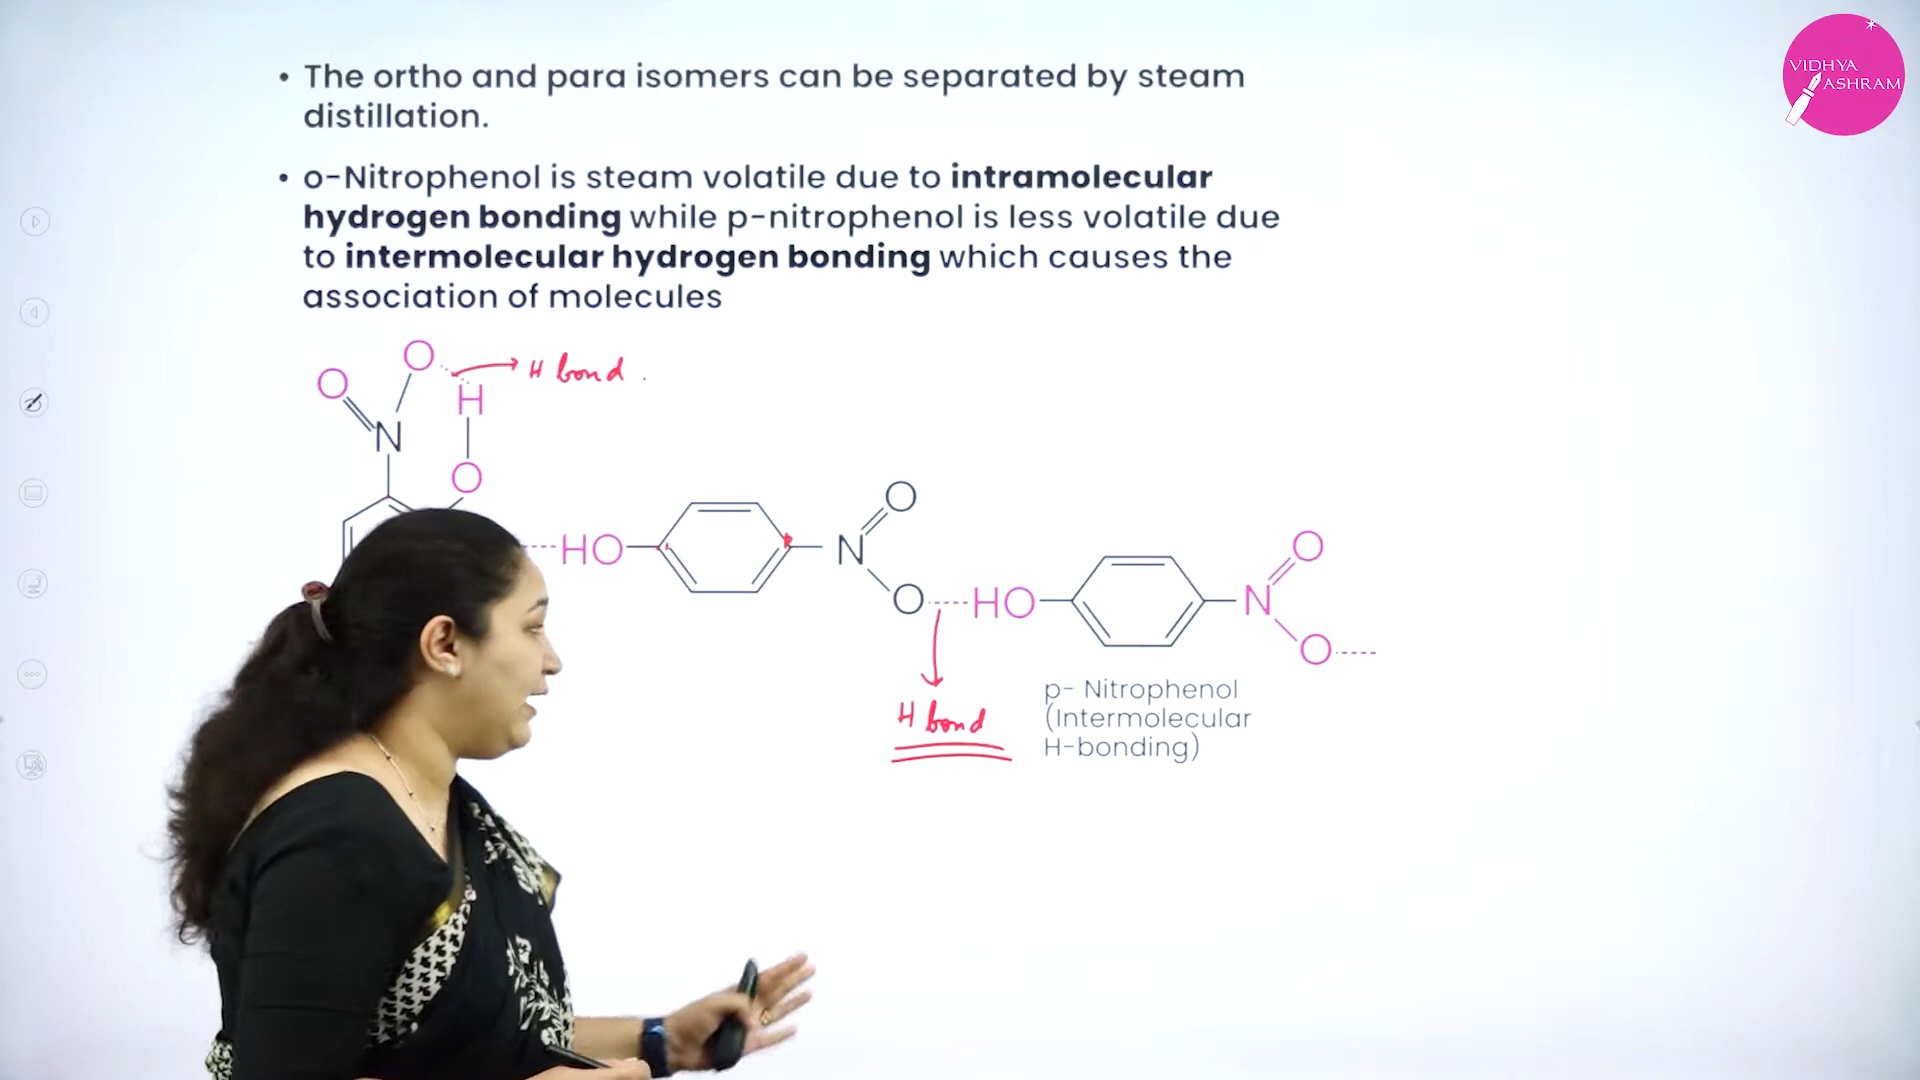 VIDHYA
ASHRAM
• The ortho and para isomers can be separated by steam
distillation.
• o-Nitrophenol is steam volatile due to intramolecular
hydrogen bonding while p-nitrophenol is less volatile due
to intermolecular hydrogen bonding which causes the
association of molecules
O
O
H bond.
H
N
O
HO
N
O
O
HO
N
O
O
H bond
p- Nitrophenol
(Intermolecular
H-bonding)